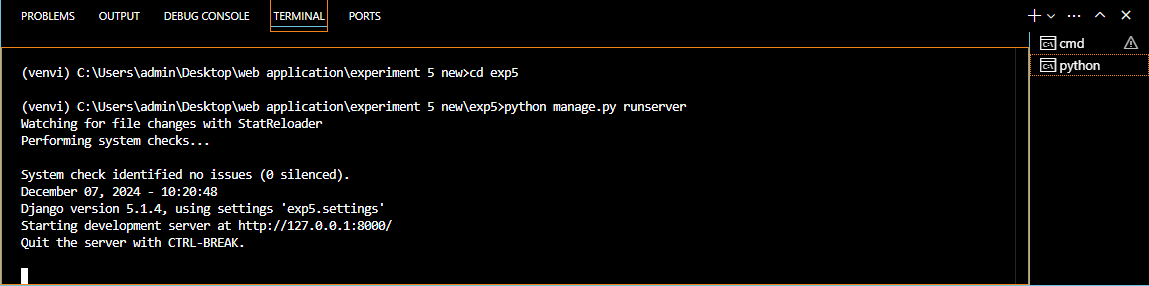 PROBLEMS OUTPUT DEBUG CONSOLE TERMINAL PORTS
cmd
python
(venvi) C:\Users\admin\Desktop\web application\experiment 5 new>cd exp5
(venvi) C:\Users\admin\Desktop\web application\experiment 5 new\exp5>python manage.py runserver
Watching for file changes with StatReloader
Performing system checks...
System check identified no issues (0 silenced).
December 07, 2024 - 10:20:48
Django version 5.1.4, using settings 'exp5.settings'
Starting development server at http://127.0.0.1:8000/
Quit the server with CTRL-BREAK.